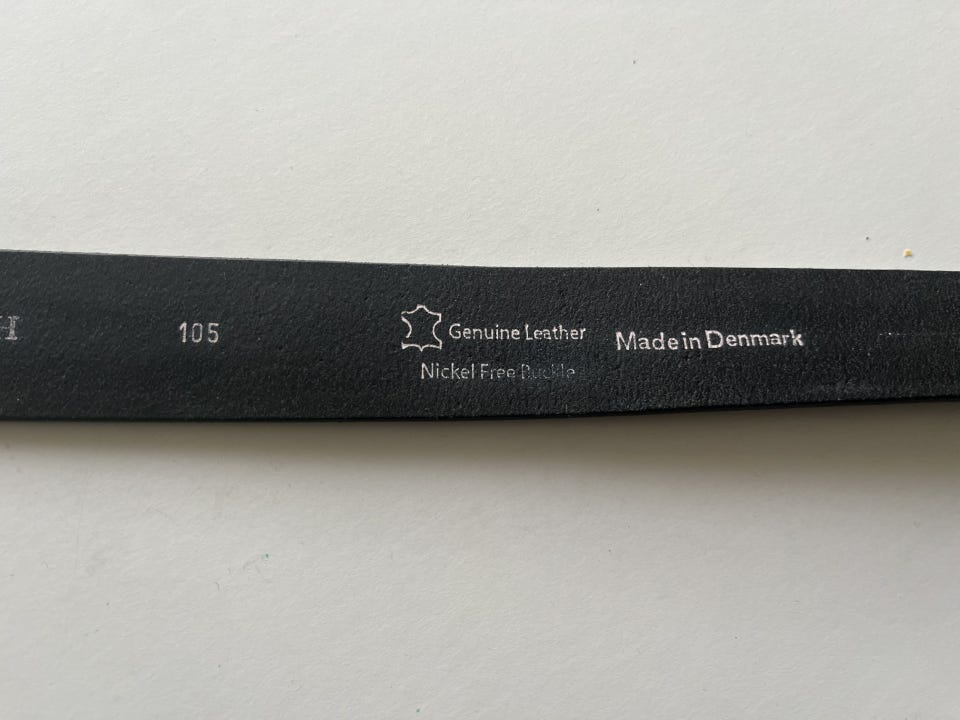 105
Genuine Leather
Nickel Free Buckle
Made in Denmark